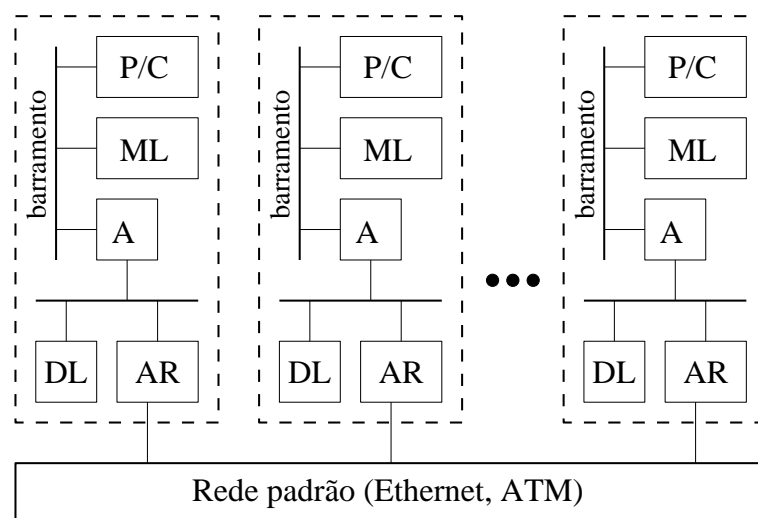 barramento
P/C
ML
A
DL
AR
barramento
P/C
ML
A
DL
AR
barramento
P/C
ML
A
DL
AR
Rede padrão (Ethernet, ATM)